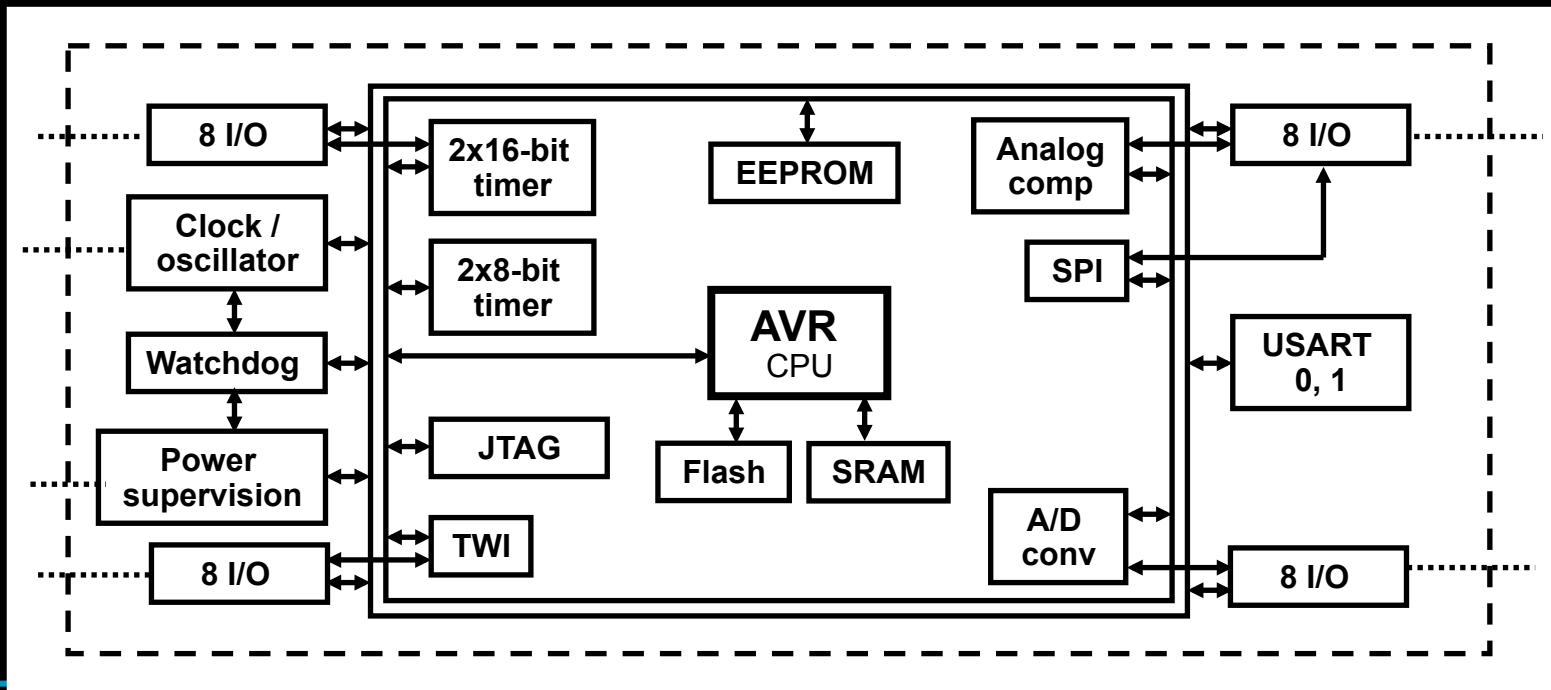 8 I/O
Clock /
oscillator
Watchdog
Power
supervision
8 I/O
2x16-bit
timer
2x8-bit
timer
JTAG
TWI
EEPROM
AVR
CPU
Flash
SRAM
Analog
comp
SPI
A/D
conv
8 I/O
USART
0, 1
8 I/O